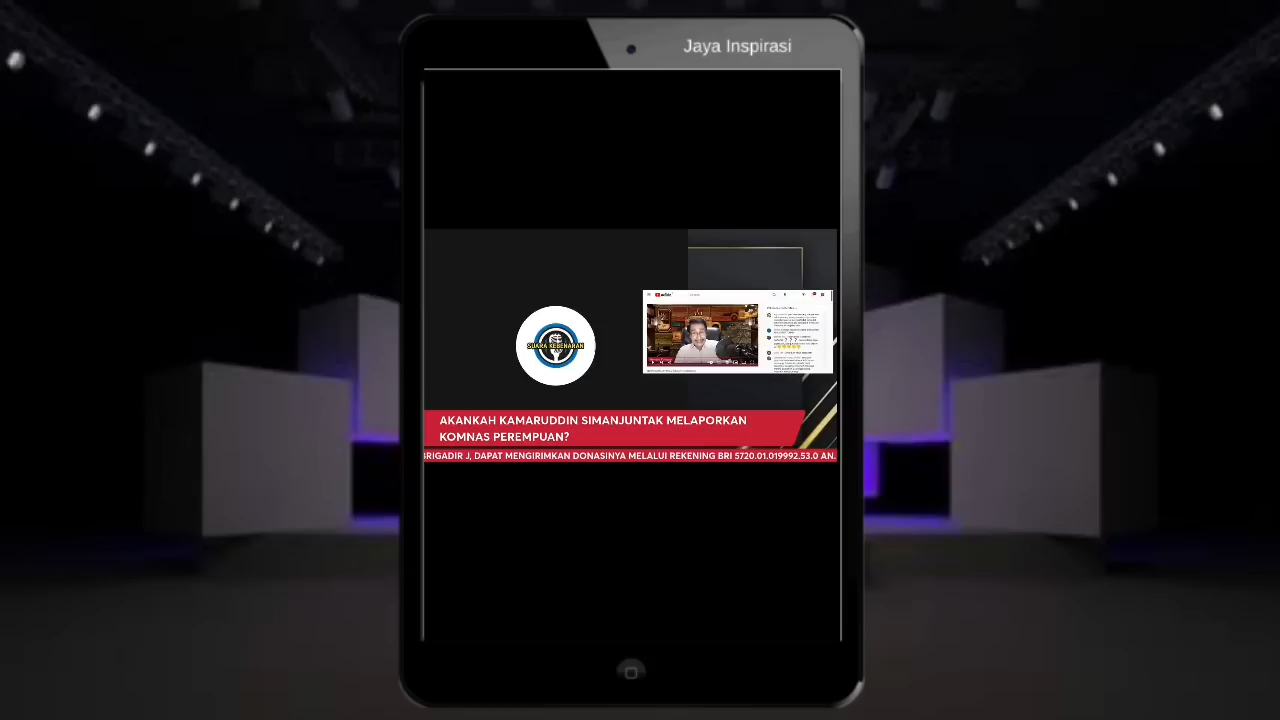 Jaya Inspirasi
SUARA KEBENARAN
AKANKAH KAMARUDDIN SIMANJUNTAK MELAPORKAN
KOMNAS PEREMPUAN?
BRIGADIR J, DAPAT MENGIRIMKAN DONASINYA MELALUI REKENING BRI 5720.01.019992.53.0 AN.